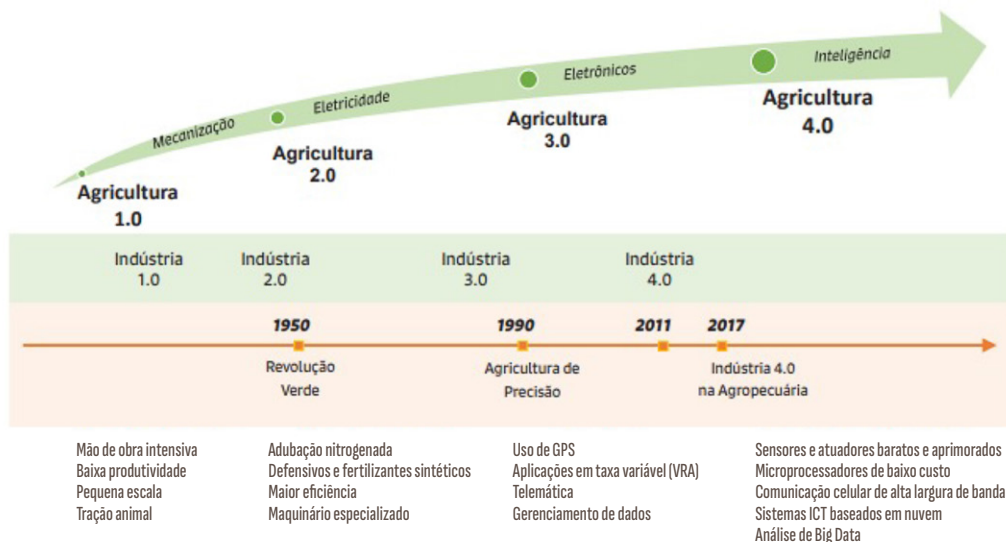 Mecanização
Eletricidade
Eletrônicos
Inteligência
Agricultura
1.0
Agricultura
2.0
Agricultura
3.0
Agricultura
4.0
Indústria
1.0
Indústria
2.0
Indústria
3.0
Indústria
4.0
1950
1990
2011
2017
Revolução
Verde
Agricultura de
Precisão
Indústria 4.0
na Agropecuária
Mão de obra intensiva
Baixa produtividade
Pequena escala
Tração animal
Adubação nitrogenada
Defensivos e fertilizantes sintéticos
Maior eficiência
Maquinário especializado
Uso de GPS
Aplicações em taxa variável (VRA)
Telemática
Gerenciamento de dados
Sensores e atuadores baratos e aprimorados
Microprocessadores de baixo custo
Comunicação celular de alta largura de banda
Sistemas ICT baseados em nuvem
Análise de Big Data